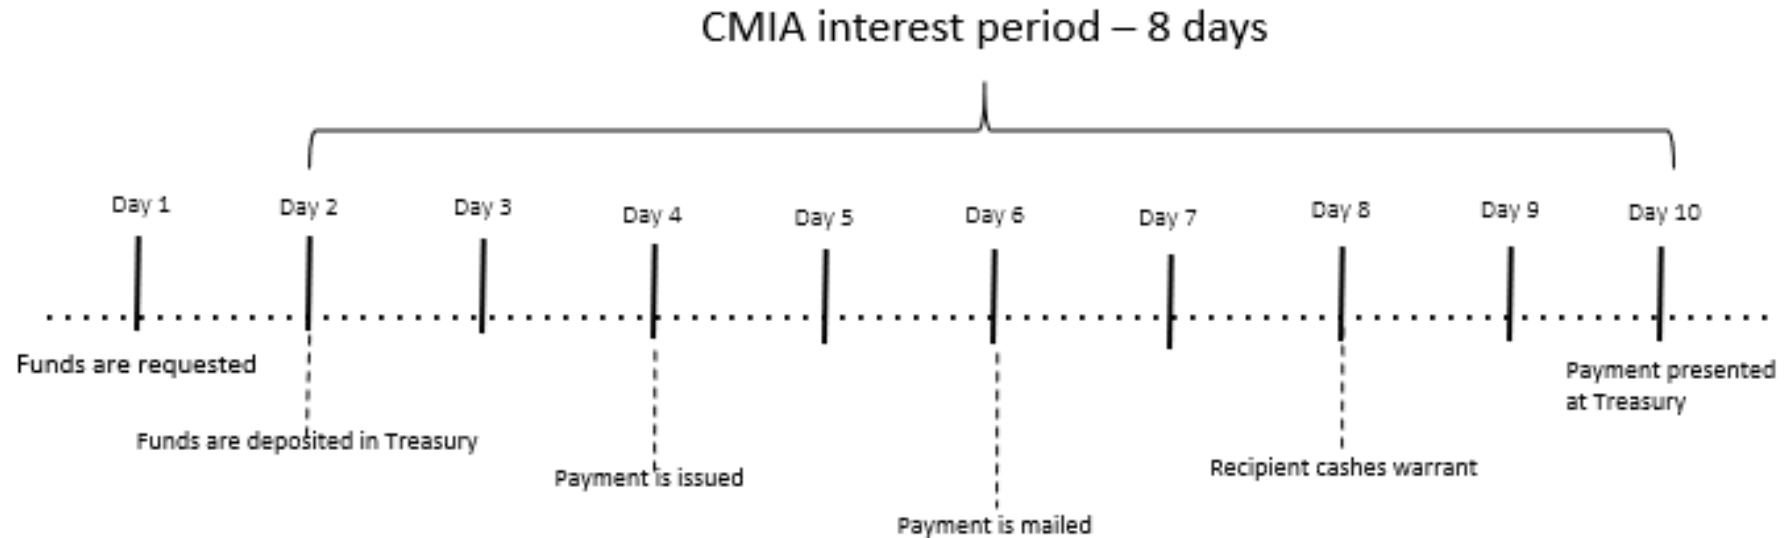 CMIA interest period – 8 days
Day 1
Day 2
Day 3
Day 4
Day 5
Day 6
Day 7
Day 8
Day 9
Day 10
Funds are requested
Funds are deposited in Treasury
Payment is issued
Payment is mailed
Recipient cashes warrant
Payment presented
at Treasury